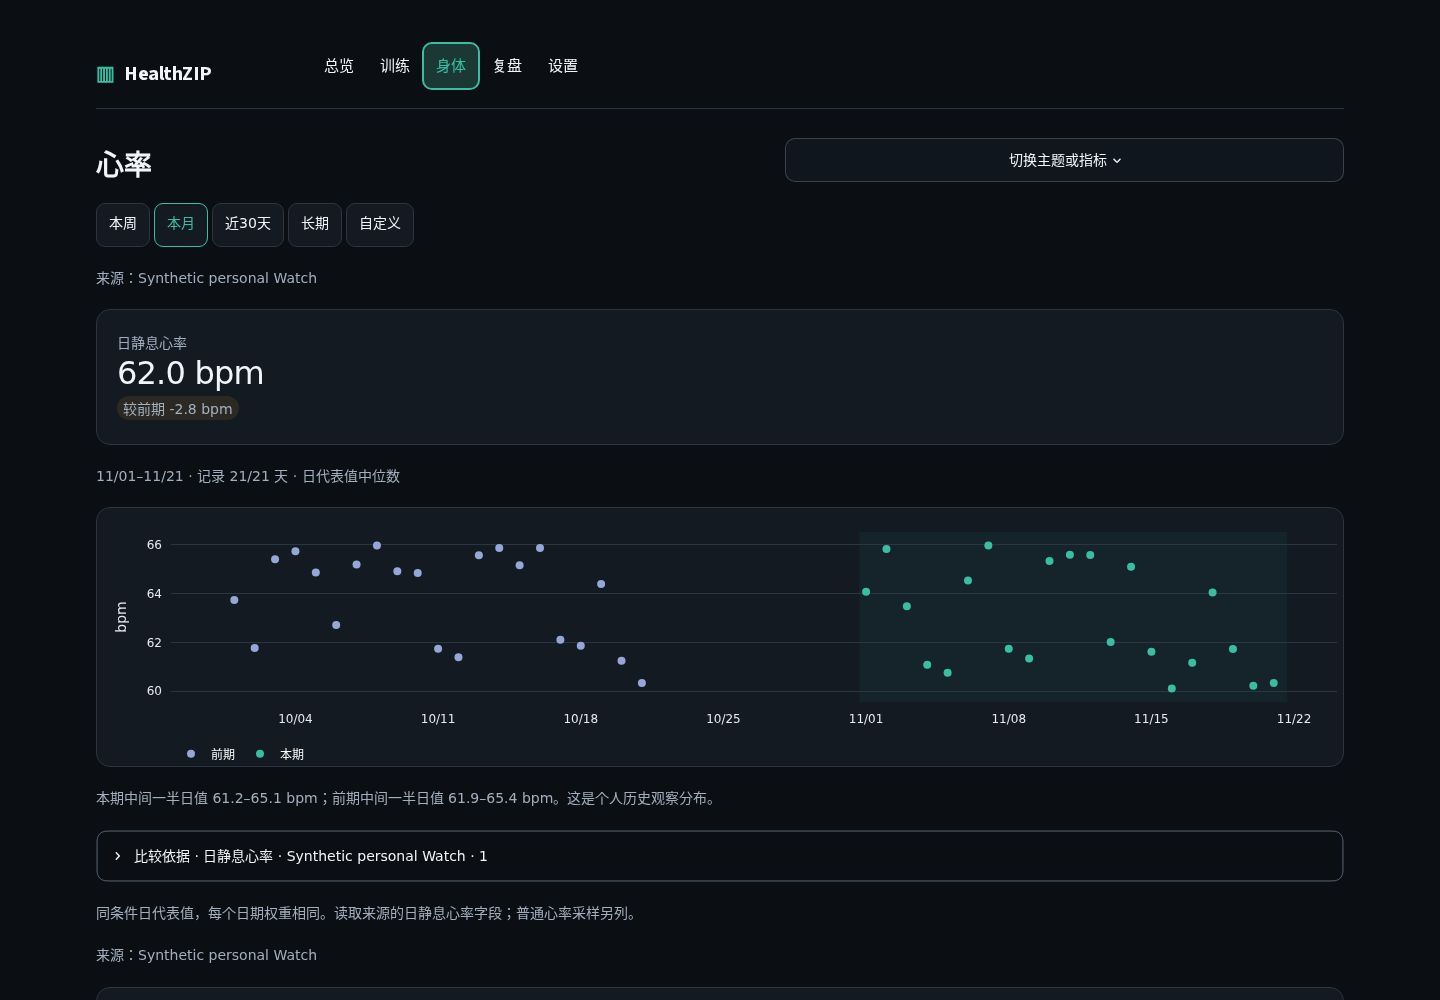 HealthZIP
总览 训练 身体 复盘 设置
心率
切换主题或指标
本周 本月 近30天 长期 自定义
来源：Synthetic personal Watch
日静息心率
62.0 bpm
较前期 -2.8 bpm
11/01–11/21 · 记录 21/21 天 · 日代表值中位数
66
64
62
60
bpm
10/04 10/11 10/18 10/25 11/01 11/08 11/15 11/22
前期 本期
本期中间一半日值 61.2–65.1 bpm；前期中间一半日值 61.9–65.4 bpm。这是个人历史观察分布。
比较依据 · 日静息心率 · Synthetic personal Watch · 1
同条件日代表值，每个日期权重相同。读取来源的日静息心率字段；普通心率采样另列。
来源：Synthetic personal Watch